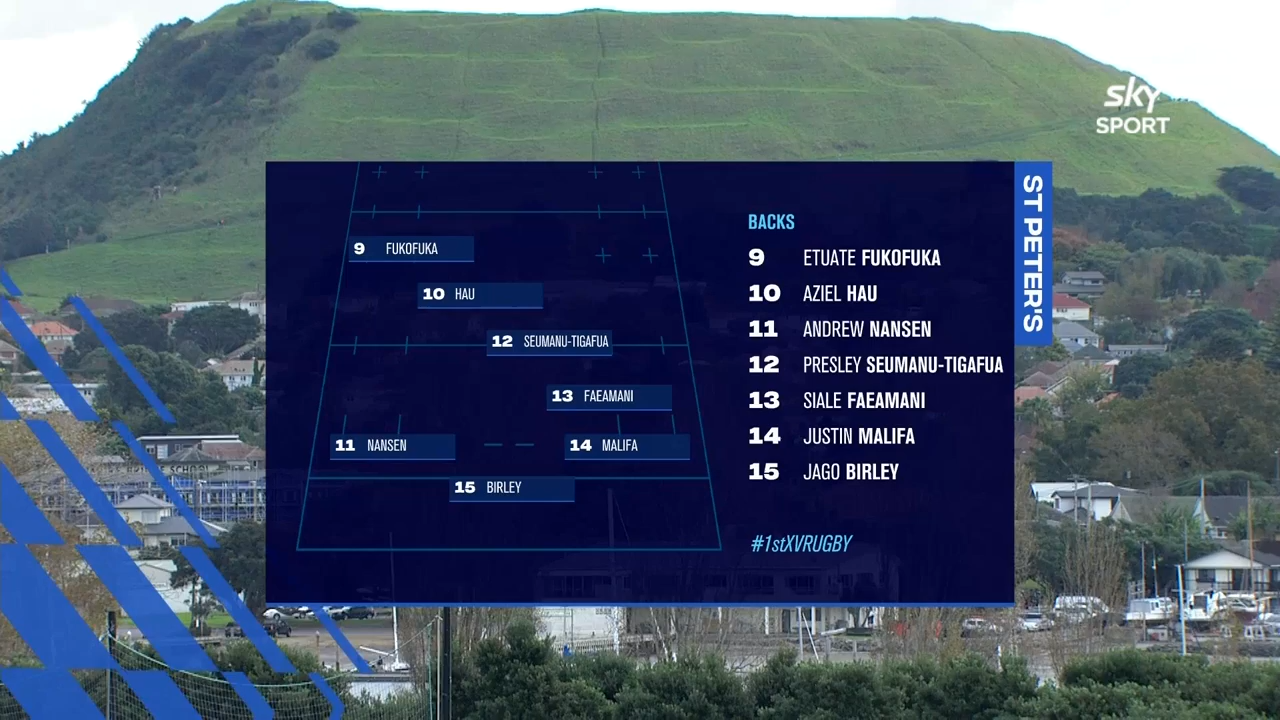 sky
SPORT
ST PETER'S
9 FUKOFUKA
10 HAU
12 SEUMANU-TIGAFUA
13 FAEAMANI
11 NANSEN
14 MALIFA
15 BIRLEY
BACKS
9 ETUATE FUKOFUKA
10 AZIEL HAU
11 ANDREW NANSEN
12 PRESLEY SEUMANU-TIGAFUA
13 SIALE FAEAMANI
14 JUSTIN MALIFA
15 JAGO BIRLEY
#1stXVRUGBY